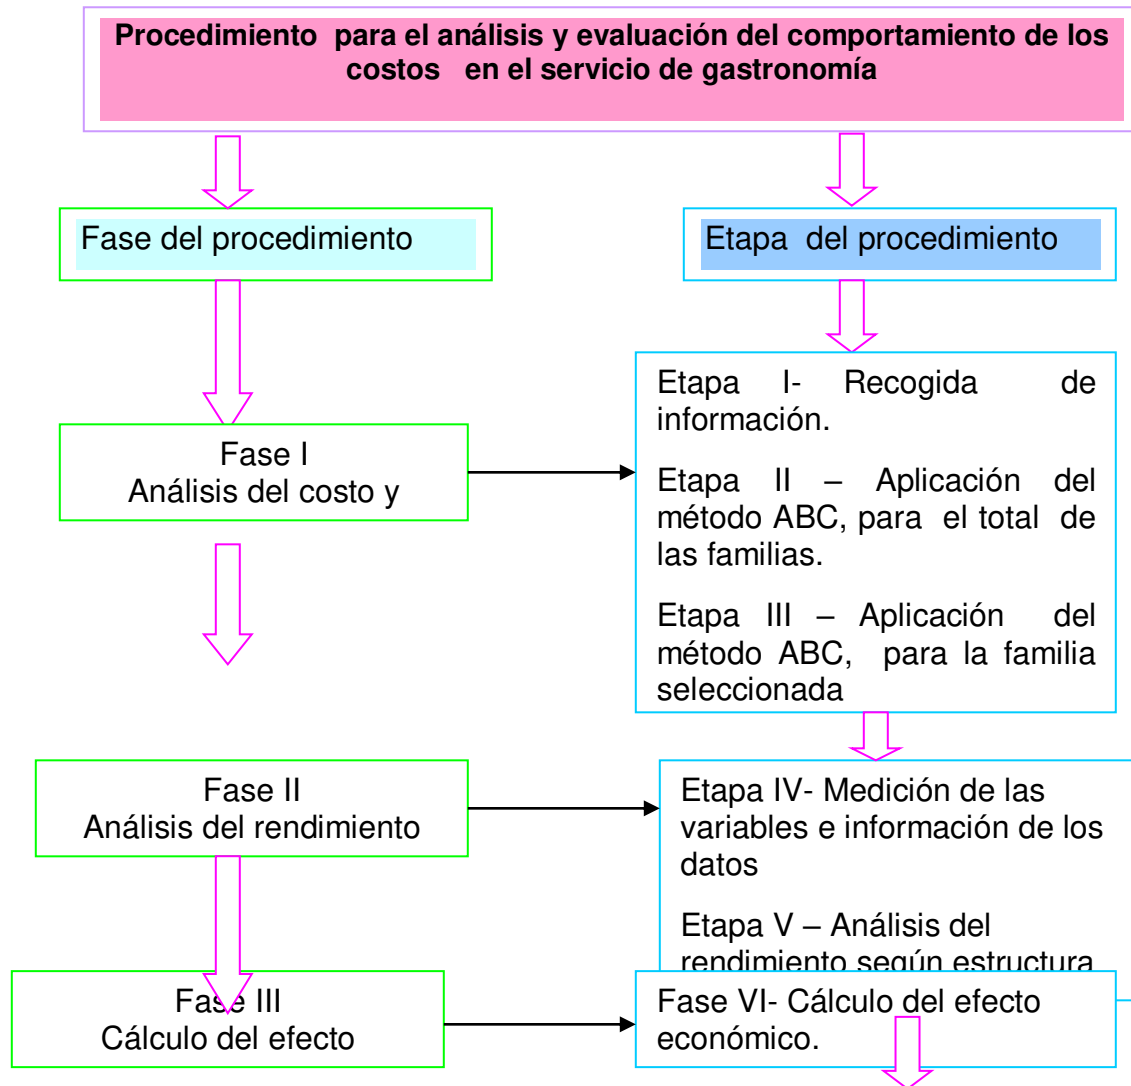 Procedimiento para el análisis y evaluación del comportamiento de los
costos en el servicio de gastronomía
Fase del procedimiento
Etapa del procedimiento
Fase I
Análisis del costo y
Etapa I- Recogida de
información.
Etapa II – Aplicación del
método ABC, para el total de
las familias.
Etapa III – Aplicación del
método ABC, para la familia
seleccionada
Fase II
Análisis del rendimiento
Etapa IV- Medición de las
variables e información de los
datos
Etapa V – Análisis del
rendimiento según estructura
Fase III
Cálculo del efecto
Fase VI- Cálculo del efecto
económico.